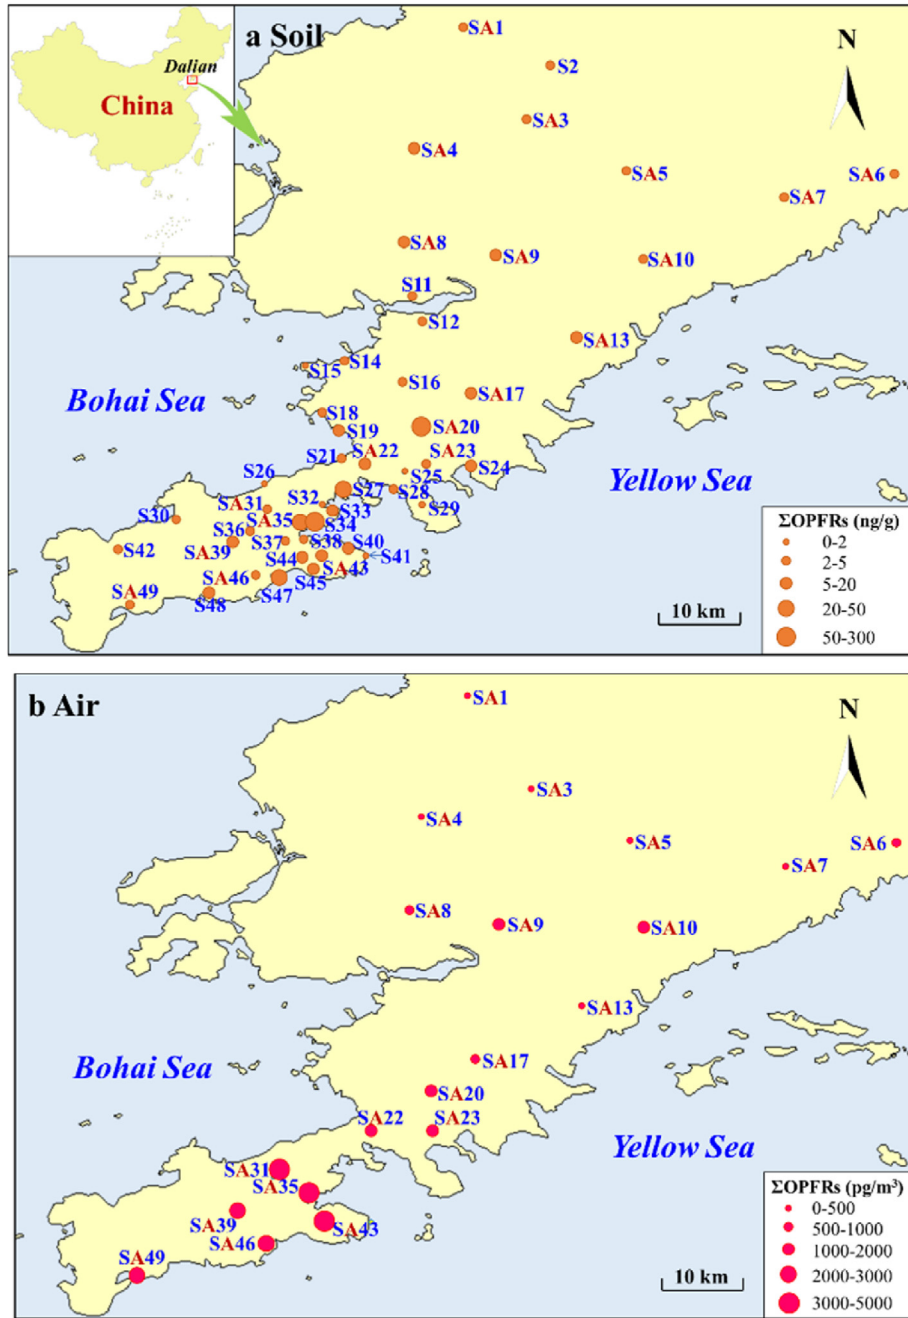 a Soil
Dalian
China
N
SA1
S2
SA3
SA4
SA5
SA6
SA7
SA8
SA9
SA10
S11
S12
SA13
S14
S15
S16
SA17
Bohai Sea
S18
SA20
S19
SA22
SA23
S21
S24
S25
Yellow Sea
S26
S27
S28
S29
SA31
S32
S33
S30
SA35
S34
S36
S37
S38
S40
SA39
S42
S44
S41
SA43
SA46
S45
S47
SA49
S48
ΣOPFRs (ng/g)
0-2
2-5
5-20
20-50
50-300
10 km
b Air
N
SA1
SA3
SA4
SA5
SA6
SA7
SA8
SA9
SA10
SA13
Bohai Sea
SA17
SA20
SA22
SA23
Yellow Sea
SA31
SA35
SA39
SA43
SA46
SA49
ΣOPFRs (pg/m³)
0-500
500-1000
1000-2000
2000-3000
3000-5000
10 km